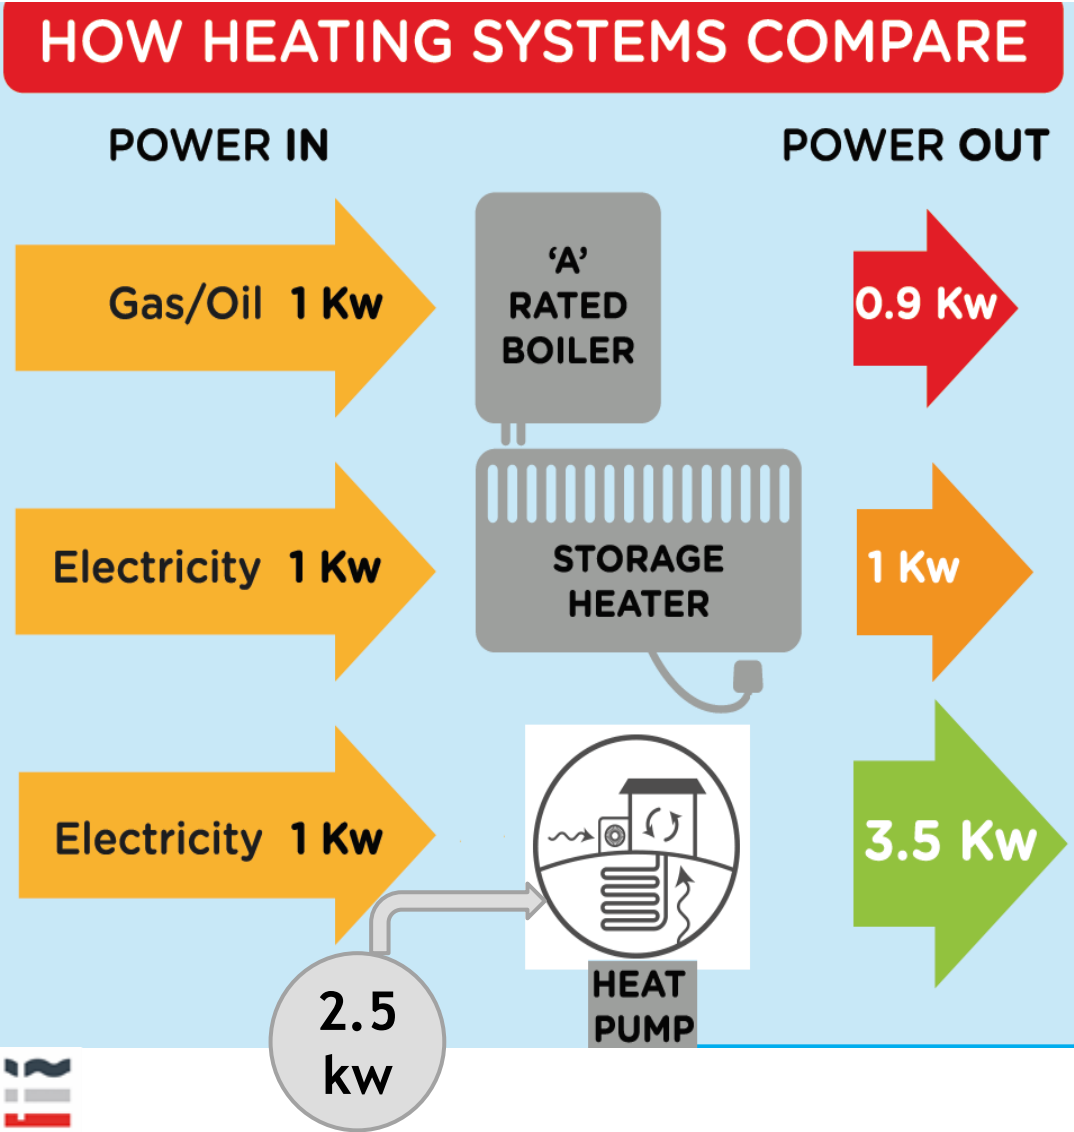 HOW HEATING SYSTEMS COMPARE
POWER IN
POWER OUT
Gas/Oil 1 Kw
‘A’
RATED
BOILER
0.9 Kw
Electricity 1 Kw
STORAGE
HEATER
1 Kw
Electricity 1 Kw
3.5 Kw
HEAT
PUMP
2.5
kw